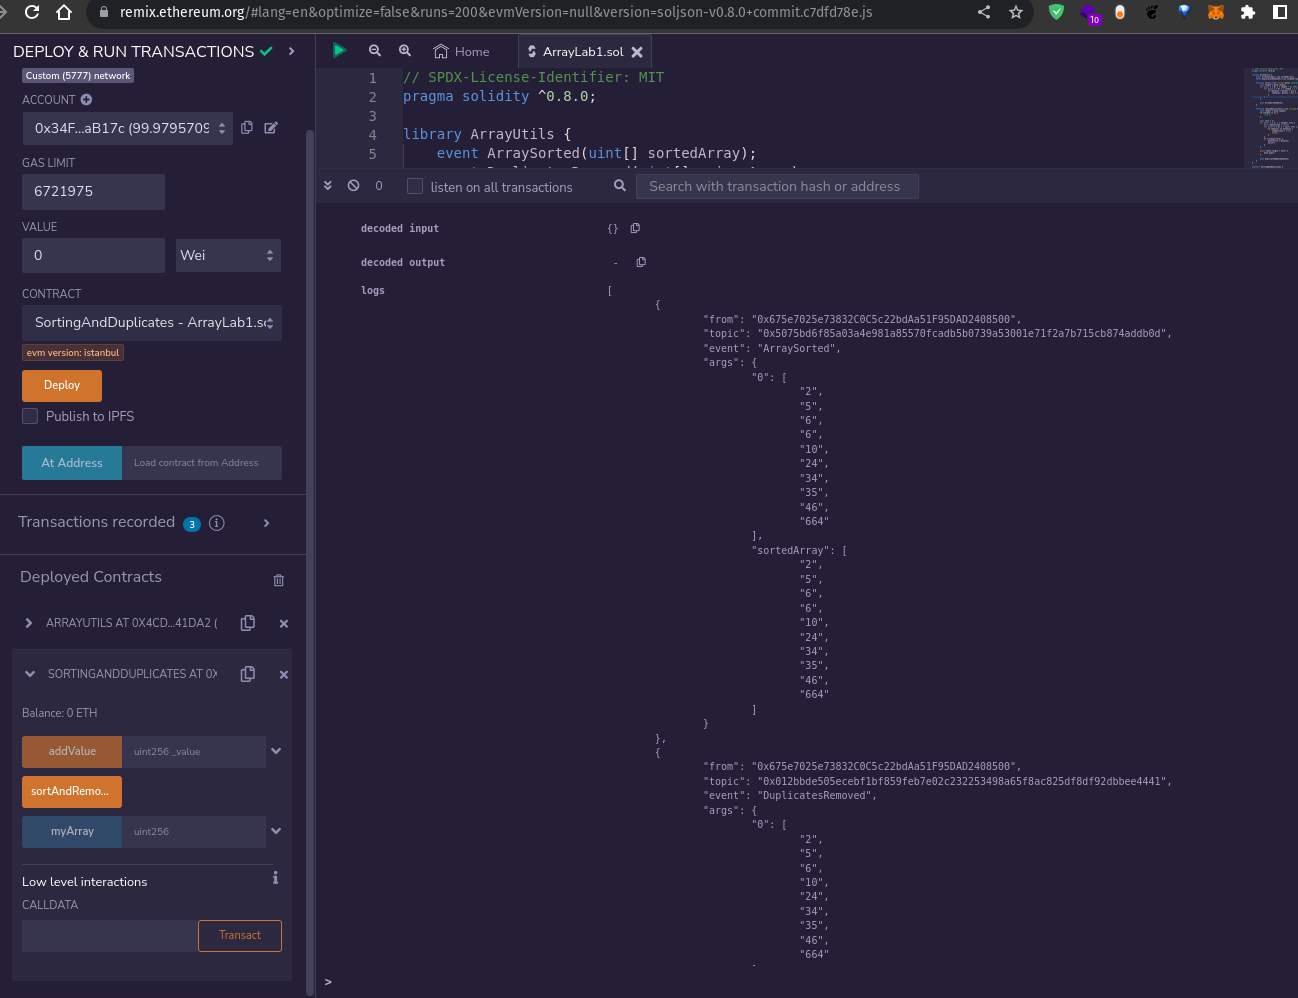 remix.ethereum.org/#lang=en&optimize=false&runs=200&evmVersion=null&version=soljson-v0.8.0+commit.c7dfd78e.js
10
DEPLOY & RUN TRANSACTIONS
Custom (5777) network
ACCOUNT
0x34F...aB17c (99.9795709
GAS LIMIT
6721975
VALUE
0
Wei
CONTRACT
SortingAndDuplicates - ArrayLab1.so
evm version: istanbul
Deploy
Publish to IPFS
At Address
Load contract from Address
Transactions recorded 3
Deployed Contracts
ARRAYUTILS AT 0X4CD...41DA2 (
SORTINGANDDUPLICATES AT 0X
Balance: 0 ETH
addValue
uint256 _value
sortAndRemo...
myArray
uint256
Low level interactions
CALLDATA
Transact
Home
ArrayLab1.sol
1 // SPDX-License-Identifier: MIT
2 pragma solidity ^0.8.0;
3
4 library ArrayUtils {
5 event ArraySorted(uint[] sortedArray);
0
listen on all transactions
Search with transaction hash or address
decoded input {}
decoded output -
logs [
{
"from": "0x675e7025e73832C0C5c22bdAa51F95DAD2408500",
"topic": "0x5075bd6f85a03a4e981a85570fcadb5b0739a53001e71f2a7b715cb874addb0d",
"event": "ArraySorted",
"args": {
"0": [
"2",
"5",
"6",
"6",
"10",
"24",
"34",
"35",
"46",
"664"
],
"sortedArray": [
"2",
"5",
"6",
"6",
"10",
"24",
"34",
"35",
"46",
"664"
]
}
},
{
"from": "0x675e7025e73832C0C5c22bdAa51F95DAD2408500",
"topic": "0x012bbde505ecebf1bf859feb7e02c232253498a65f8ac825df8df92dbbee4441",
"event": "DuplicatesRemoved",
"args": {
"0": [
"2",
"5",
"6",
"10",
"24",
"34",
"35",
"46",
"664"
>